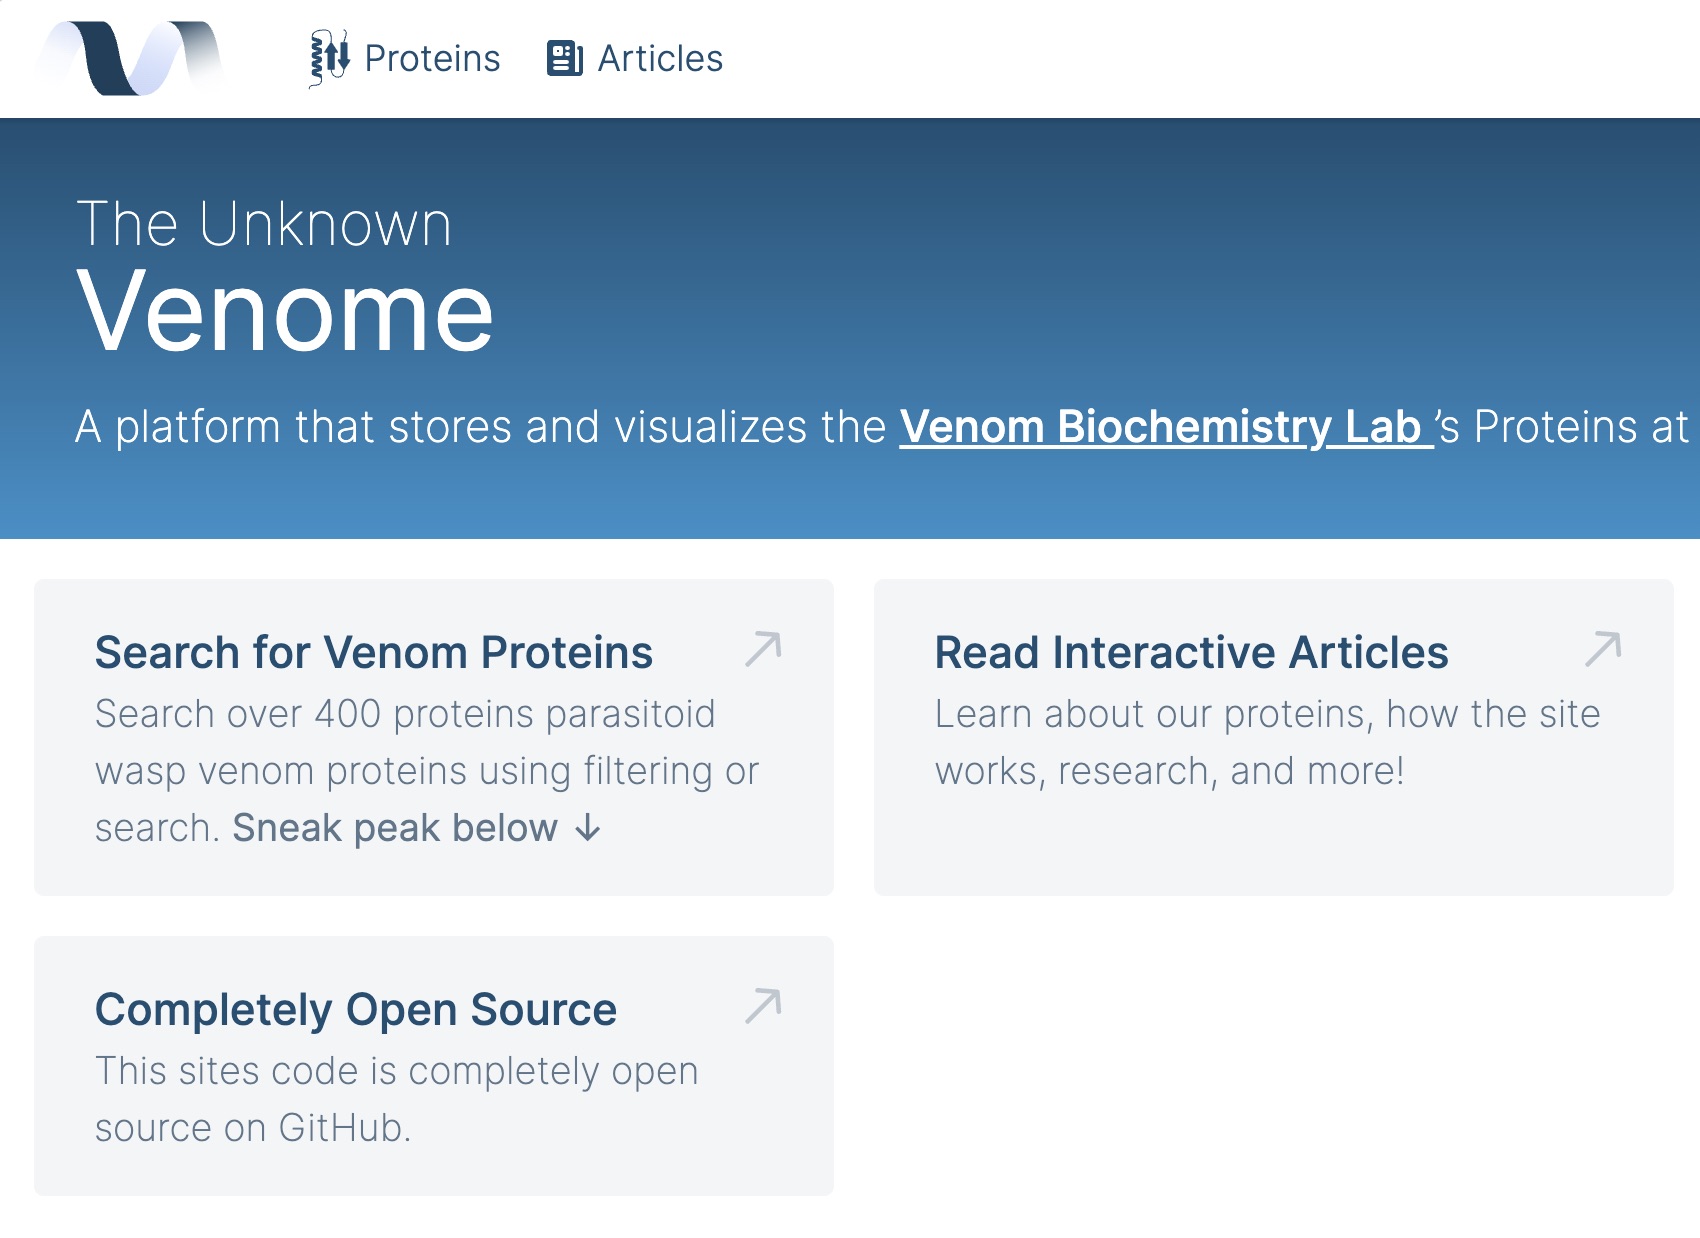 Proteins Articles
The Unknown
Venome
A platform that stores and visualizes the Venom Biochemistry Lab ’s Proteins at
Search for Venom Proteins
Search over 400 proteins parasitoid
wasp venom proteins using filtering or
search. Sneak peak below ↓
Read Interactive Articles
Learn about our proteins, how the site
works, research, and more!
Completely Open Source
This sites code is completely open
source on GitHub.